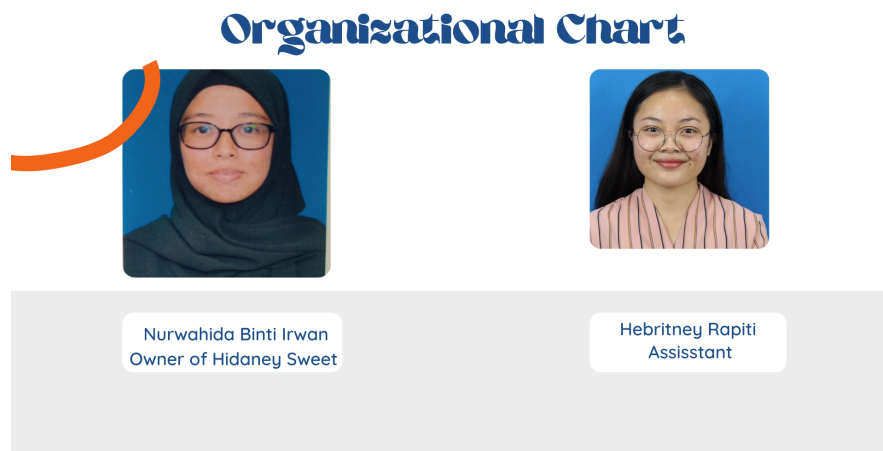 Organizational Chart
Nurwahida Binti Irwan
Owner of Hidaney Sweet
Hebritney Rapiti
Assisstant